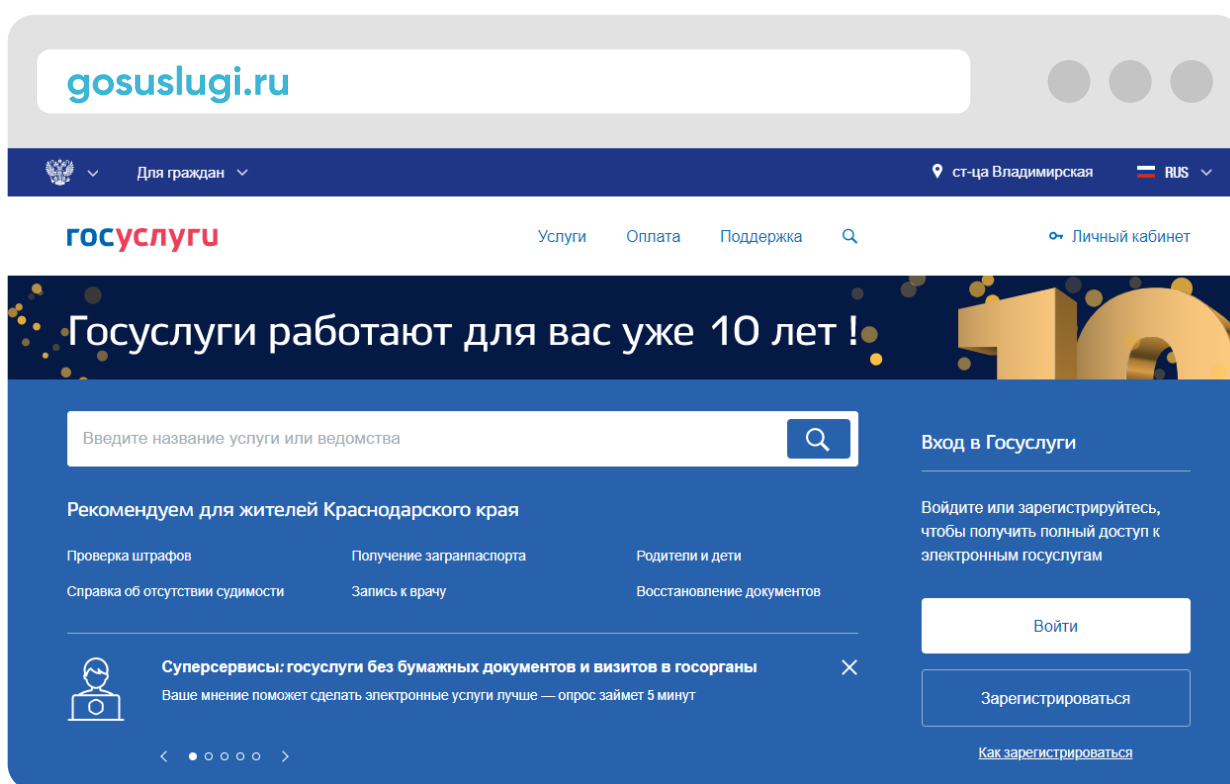 gosuslugi.ru
Для граждан
ст-ца Владимирская
RUS
госуслуги
Услуги
Оплата
Поддержка
Личный кабинет
Госуслуги работают для вас уже 10 лет !
10
Введите название услуги или ведомства
Рекомендуем для жителей Краснодарского края
Проверка штрафов
Получение загранпаспорта
Родители и дети
Справка об отсутствии судимости
Запись к врачу
Восстановление документов
Суперсервисы: госуслуги без бумажных документов и визитов в госорганы
Ваше мнение поможет сделать электронные услуги лучше — опрос займет 5 минут
Вход в Госуслуги
Войдите или зарегистрируйтесь,
чтобы получить полный доступ к
электронным госуслугам
Войти
Зарегистрироваться
Как зарегистрироваться